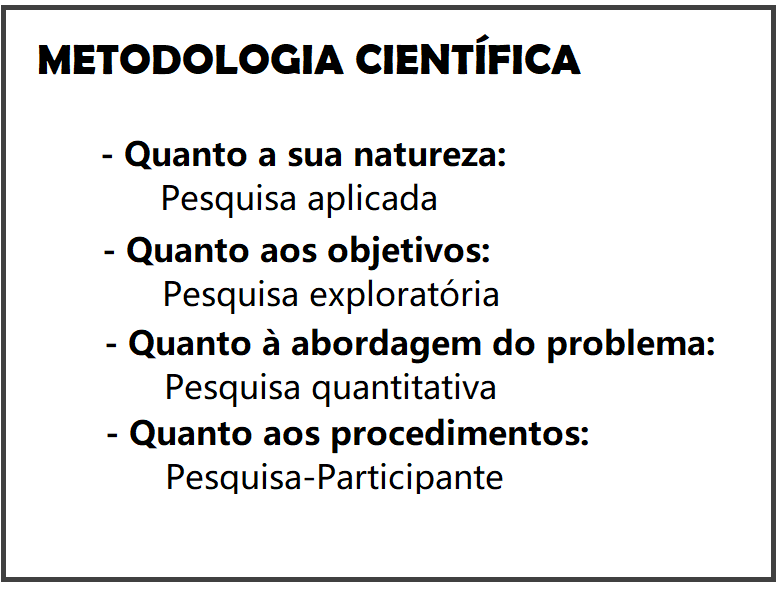 METODOLOGIA CIENTÍFICA
- Quanto a sua natureza:
Pesquisa aplicada
- Quanto aos objetivos:
Pesquisa exploratória
- Quanto à abordagem do problema:
Pesquisa quantitativa
- Quanto aos procedimentos:
Pesquisa-Participante